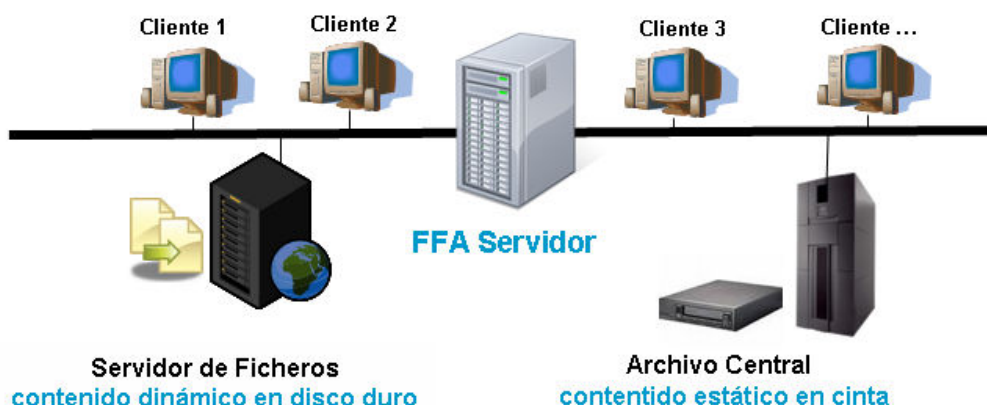 Cliente 1
Cliente 2
Cliente 3
Cliente ...
FFA Servidor
Servidor de Ficheros
contenido dinámico en disco duro
Archivo Central
contentido estático en cinta